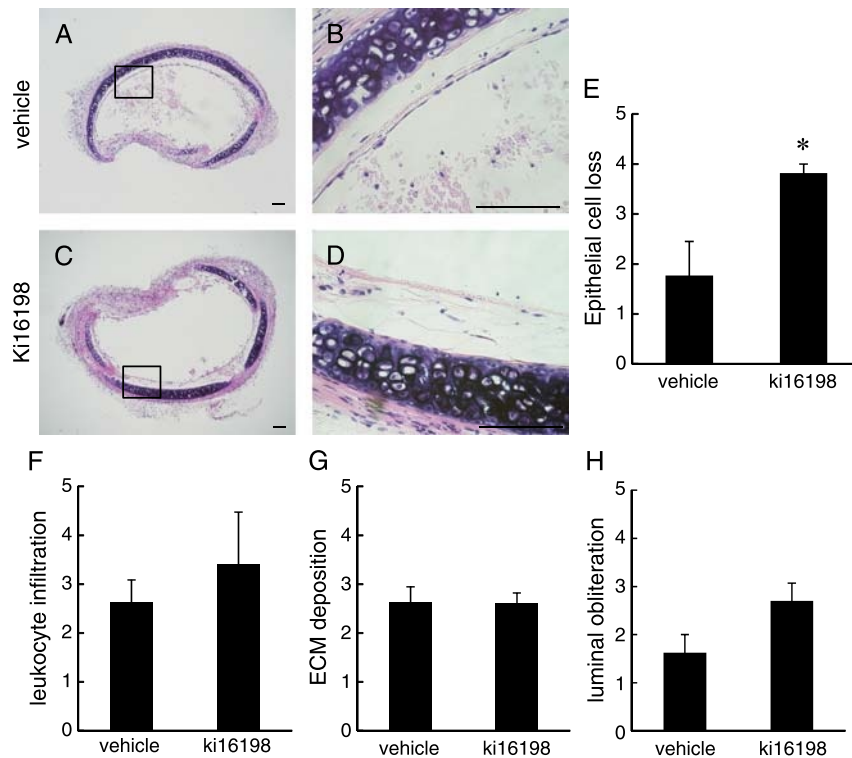 A
B
vehicle
C
D
Ki16198
E
Epithelial cell loss
5
4
3
2
1
0
*
vehicle
ki16198
F
leukocyte infiltration
5
4
3
2
1
0
vehicle
ki16198
G
ECM deposition
5
4
3
2
1
0
vehicle
ki16198
H
luminal obliteration
5
4
3
2
1
0
vehicle
ki16198